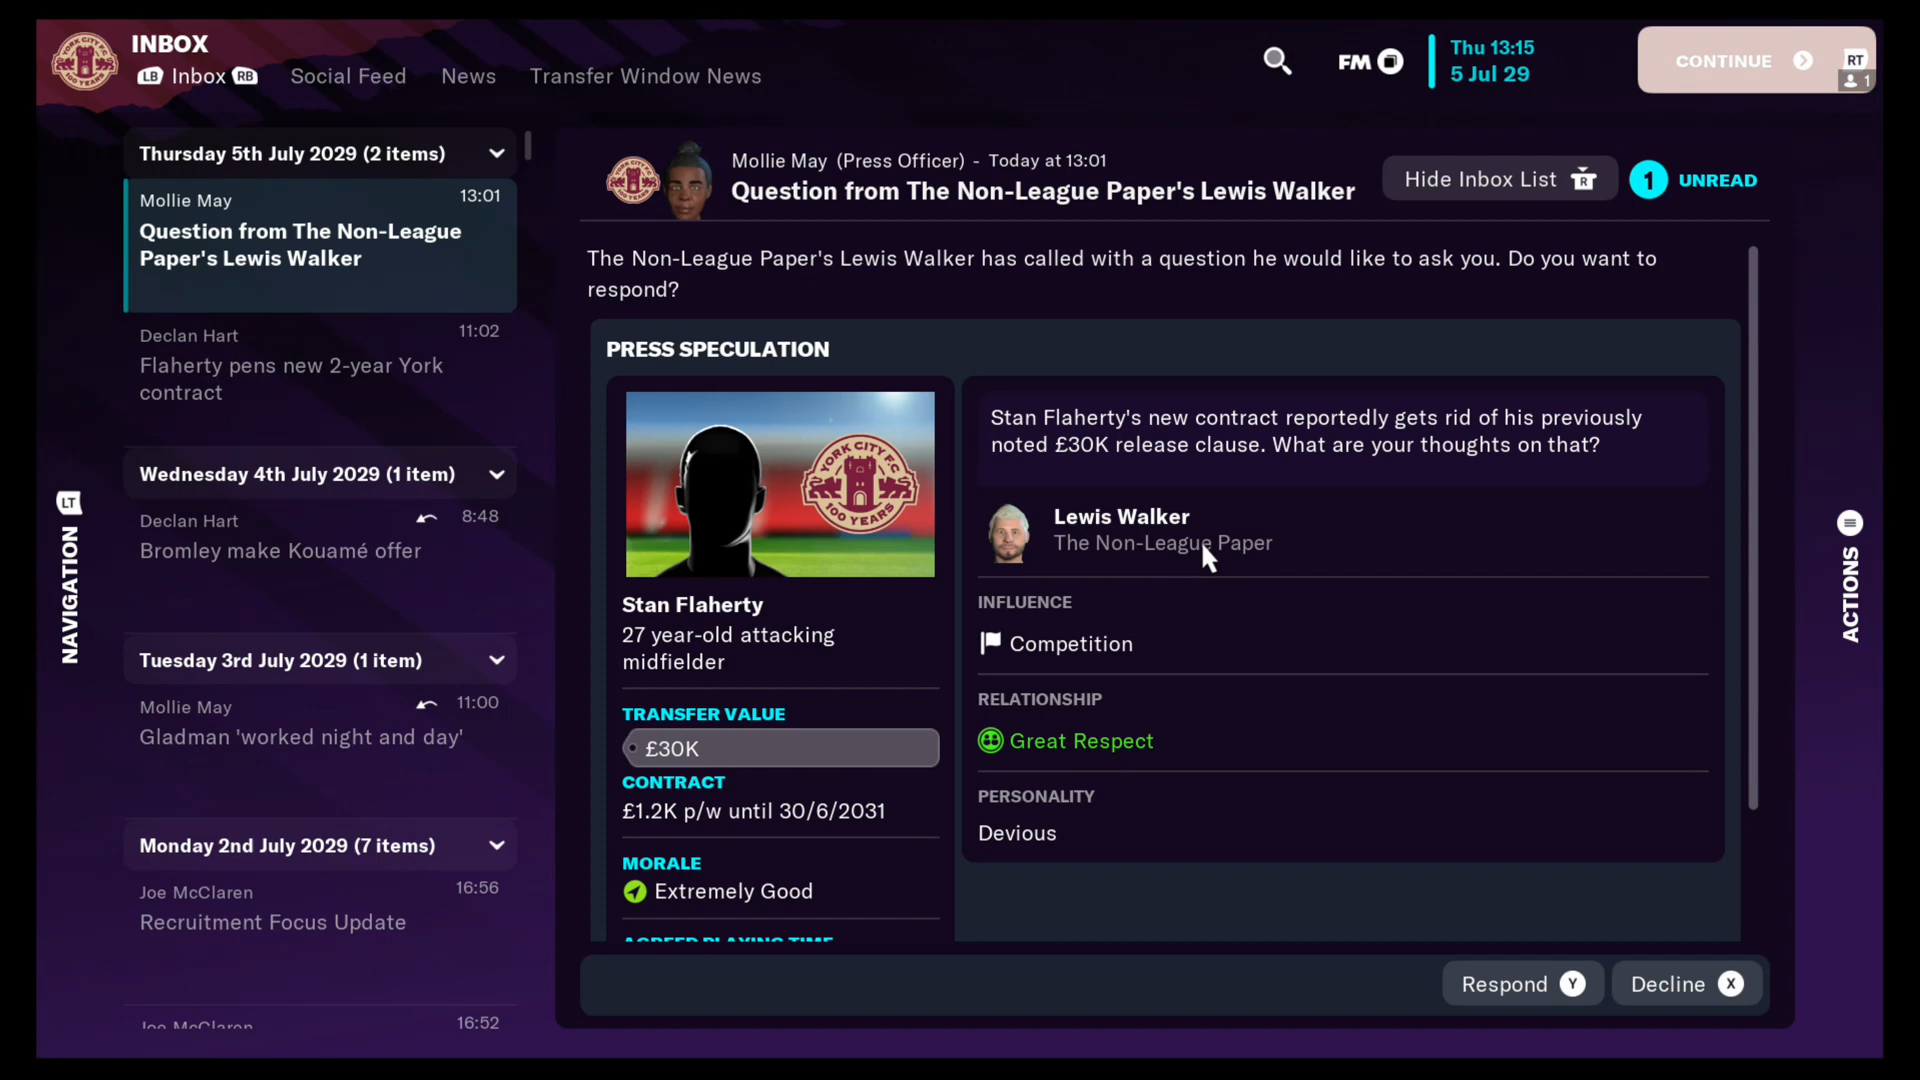 INBOX
LB Inbox RB Social Feed News Transfer Window News
FM
Thu 13:15
5 Jul 29
CONTINUE RT
1
YORK CITY F.C.
100 YEARS
Thursday 5th July 2029 (2 items)
Mollie May 13:01
Question from The Non-League
Paper's Lewis Walker
Declan Hart 11:02
Flaherty pens new 2-year York
contract
Wednesday 4th July 2029 (1 item)
Declan Hart 8:48
Bromley make Kouamé offer
Tuesday 3rd July 2029 (1 item)
Mollie May 11:00
Gladman 'worked night and day'
Monday 2nd July 2029 (7 items)
Joe McClaren 16:56
Recruitment Focus Update
Joe McClaren 16:52
LT
NAVIGATION
Mollie May (Press Officer) - Today at 13:01
Question from The Non-League Paper's Lewis Walker
Hide Inbox List R
1 UNREAD
The Non-League Paper's Lewis Walker has called with a question he would like to ask you. Do you want to
respond?
PRESS SPECULATION
YORK CITY F.C.
100 YEARS
Stan Flaherty
27 year-old attacking
midfielder
TRANSFER VALUE
£30K
CONTRACT
£1.2K p/w until 30/6/2031
MORALE
Extremely Good
AGREED PLAYING TIME
Stan Flaherty's new contract reportedly gets rid of his previously
noted £30K release clause. What are your thoughts on that?
Lewis Walker
The Non-League Paper
INFLUENCE
Competition
RELATIONSHIP
Great Respect
PERSONALITY
Devious
Respond Y
Decline X
ACTIONS